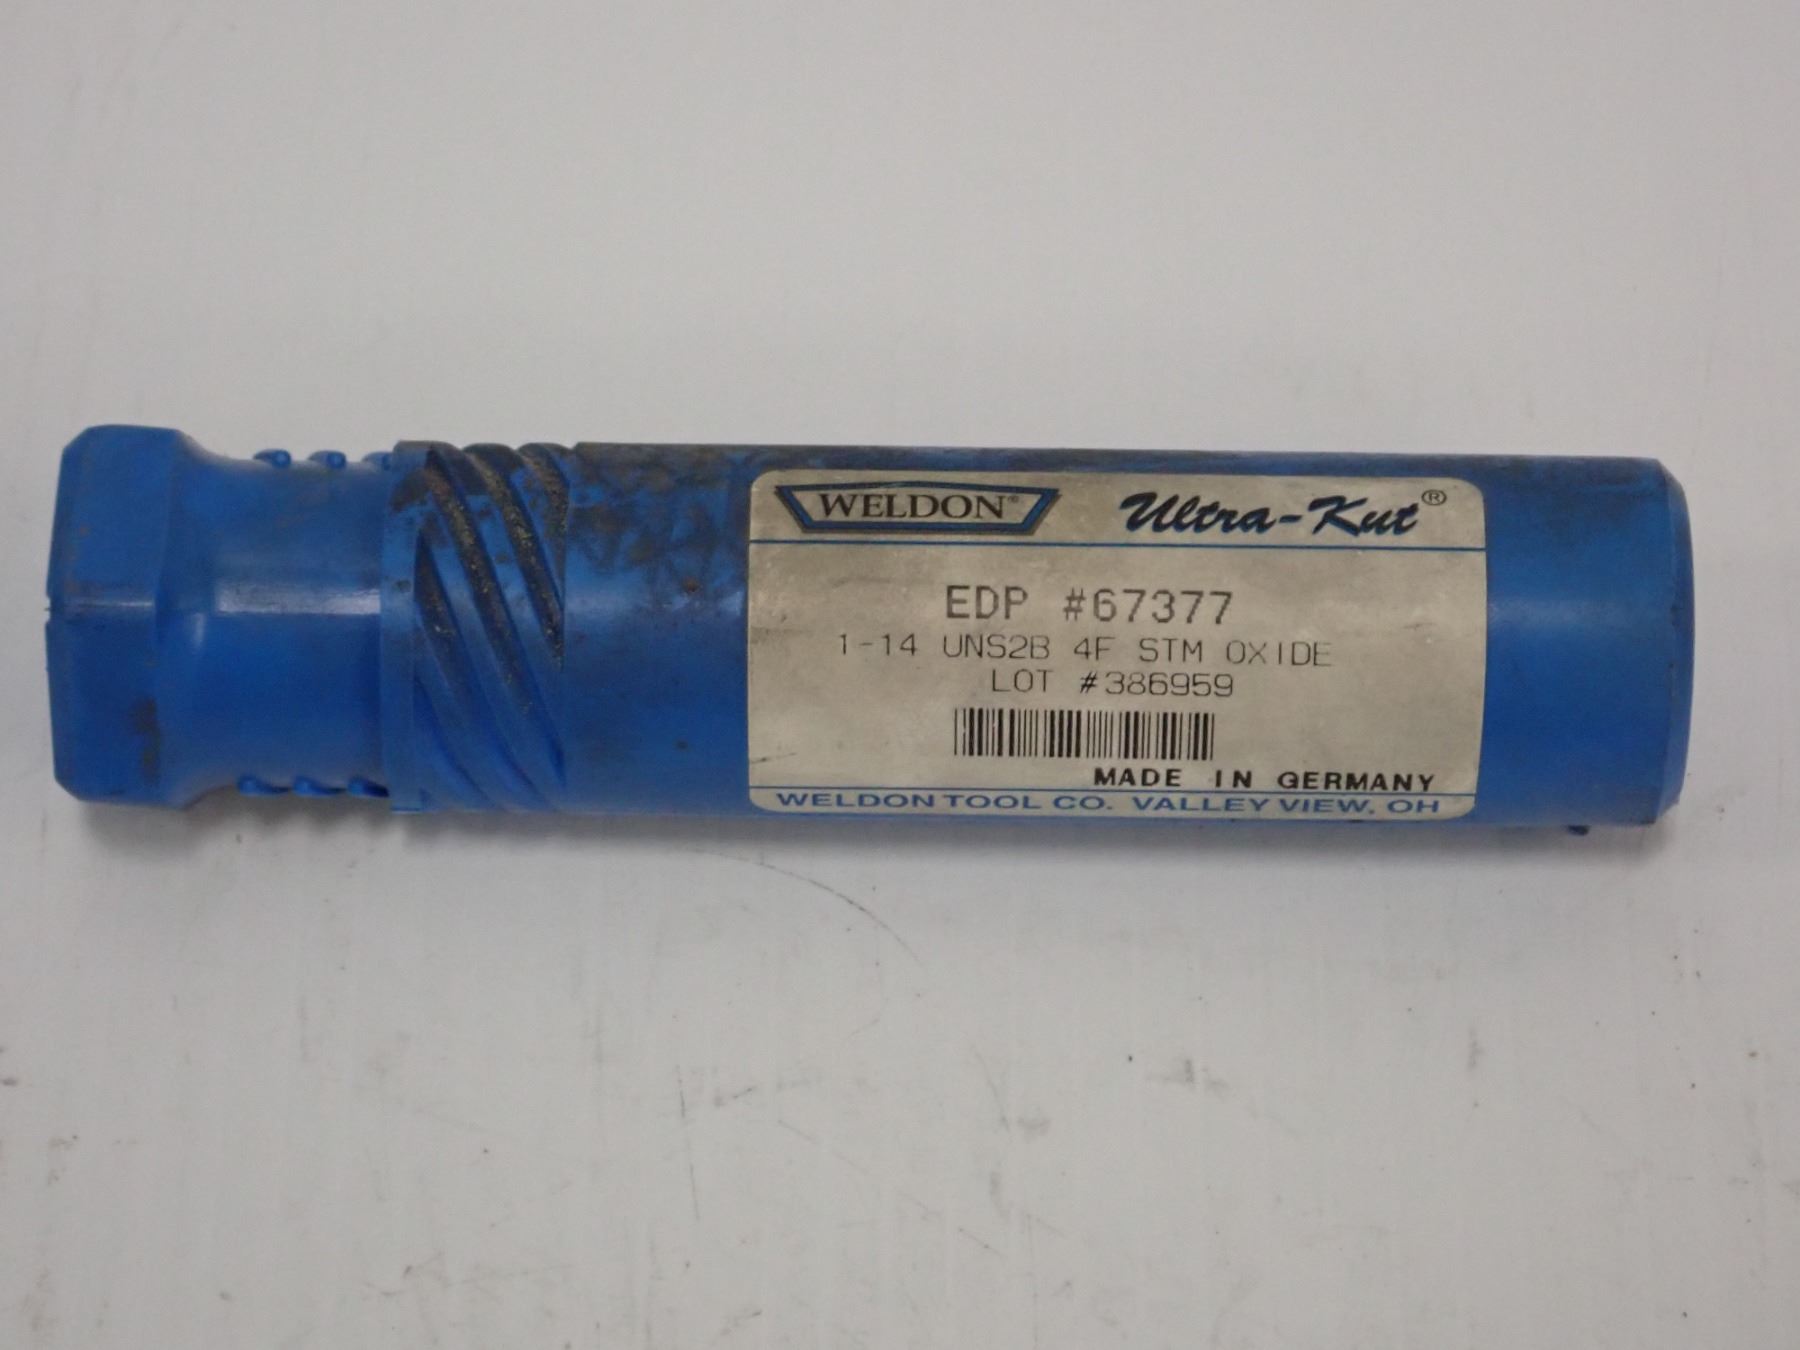 WELDON® Ultra-Kut®
EDP #67377
1-14 UNS2B 4F STM OXIDE
LOT #386959
MADE IN GERMANY
WELDON TOOL CO. VALLEY VIEW, OH